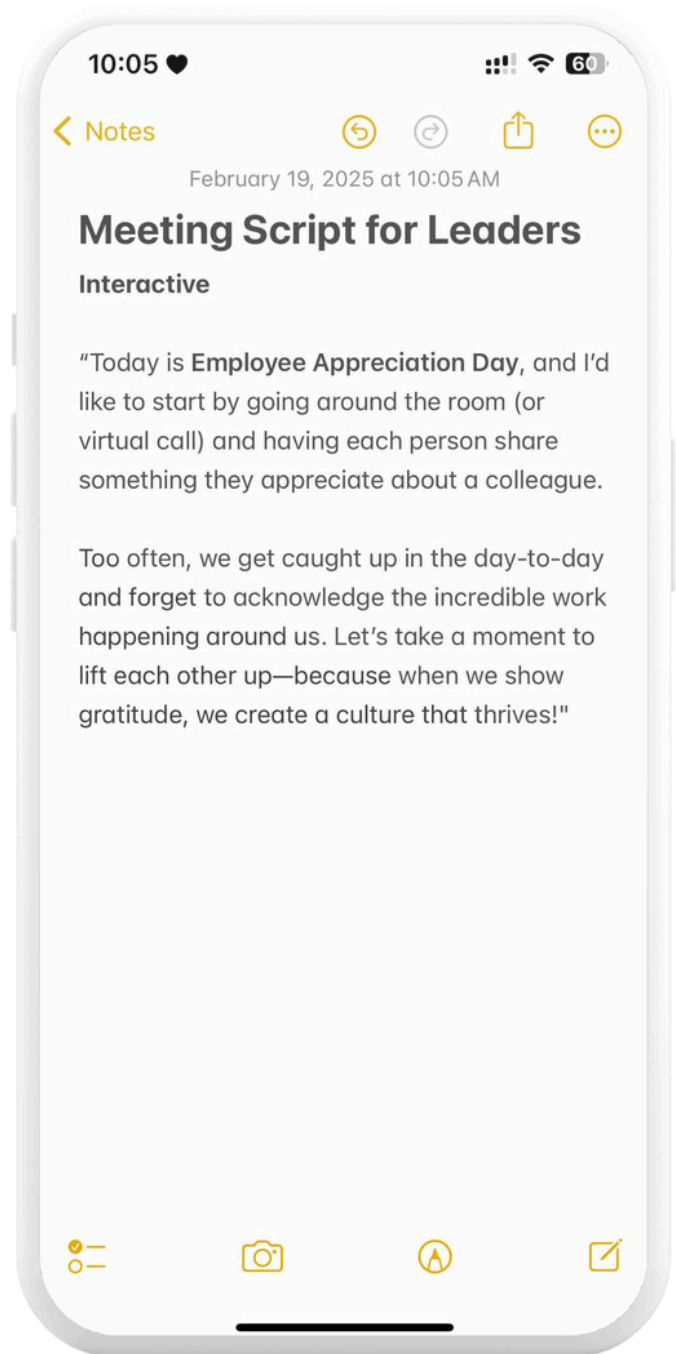 10:05
60
Notes
February 19, 2025 at 10:05 AM
Meeting Script for Leaders
Interactive
“Today is Employee Appreciation Day, and I’d
like to start by going around the room (or
virtual call) and having each person share
something they appreciate about a colleague.
Too often, we get caught up in the day-to-day
and forget to acknowledge the incredible work
happening around us. Let’s take a moment to
lift each other up—because when we show
gratitude, we create a culture that thrives!"